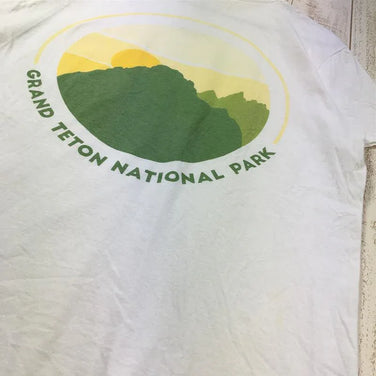 GRAND TETON NATIONAL PARK